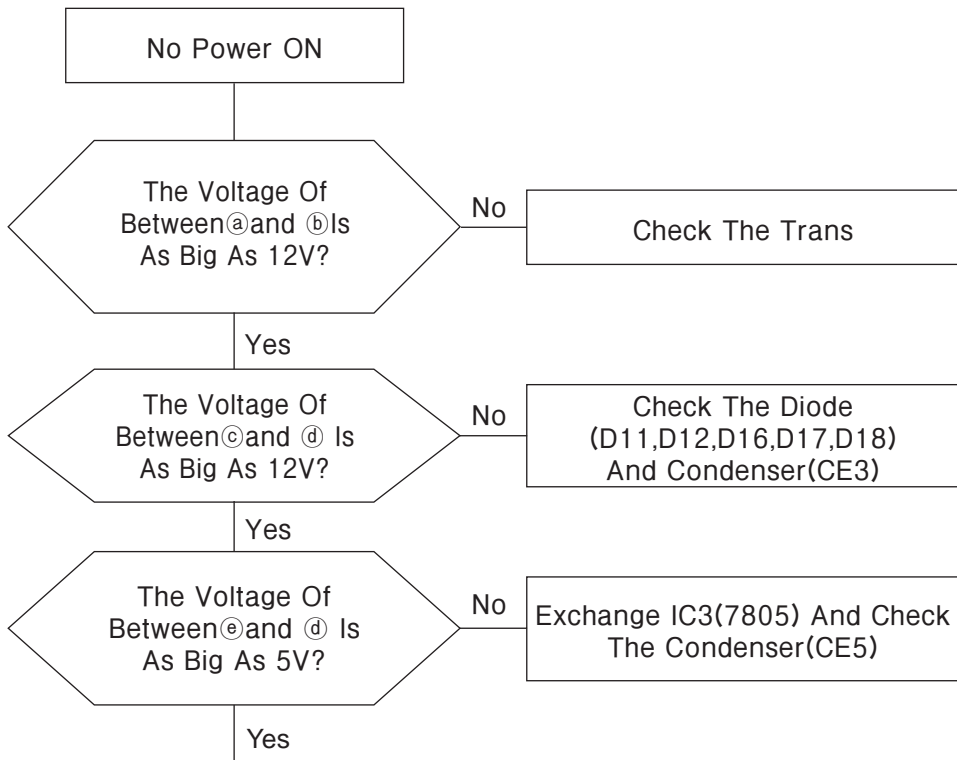 No Power ON
The Voltage Of
Betweenⓐand ⓑIs
As Big As 12V?
No
Check The Trans
Yes
The Voltage Of
Betweenⓒand ⓓ Is
As Big As 12V?
No
Check The Diode
(D11,D12,D16,D17,D18)
And Condenser(CE3)
Yes
The Voltage Of
Betweenⓔand ⓓ Is
As Big As 5V?
No
Exchange IC3(7805) And Check
The Condenser(CE5)
Yes